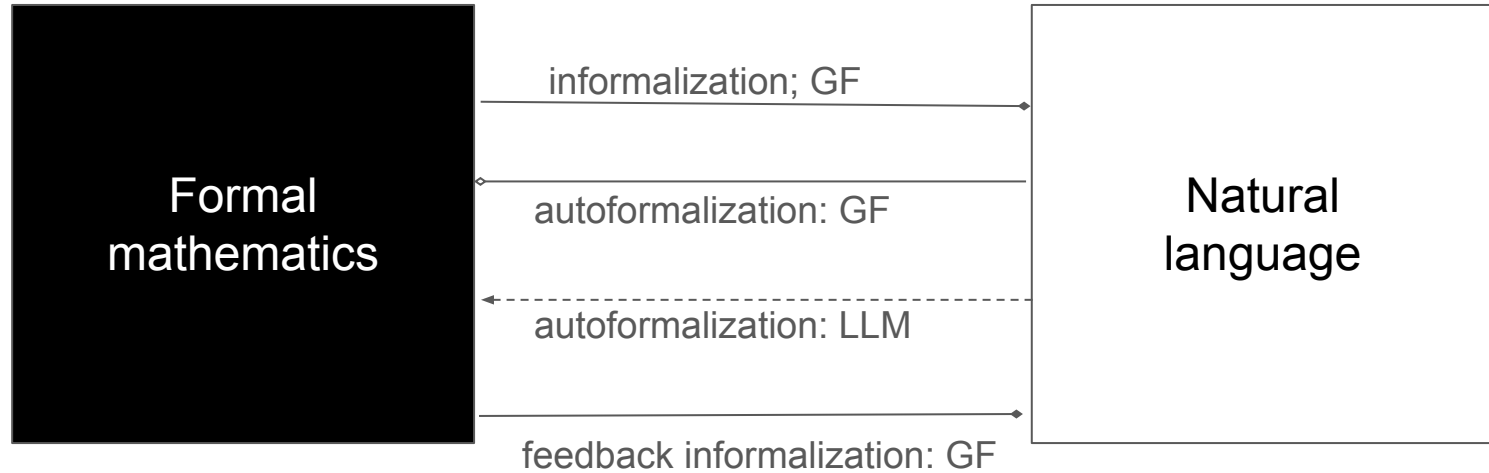 Formal
mathematics
informalization; GF
autoformalization: GF
autoformalization: LLM
feedback informalization: GF
Natural
language